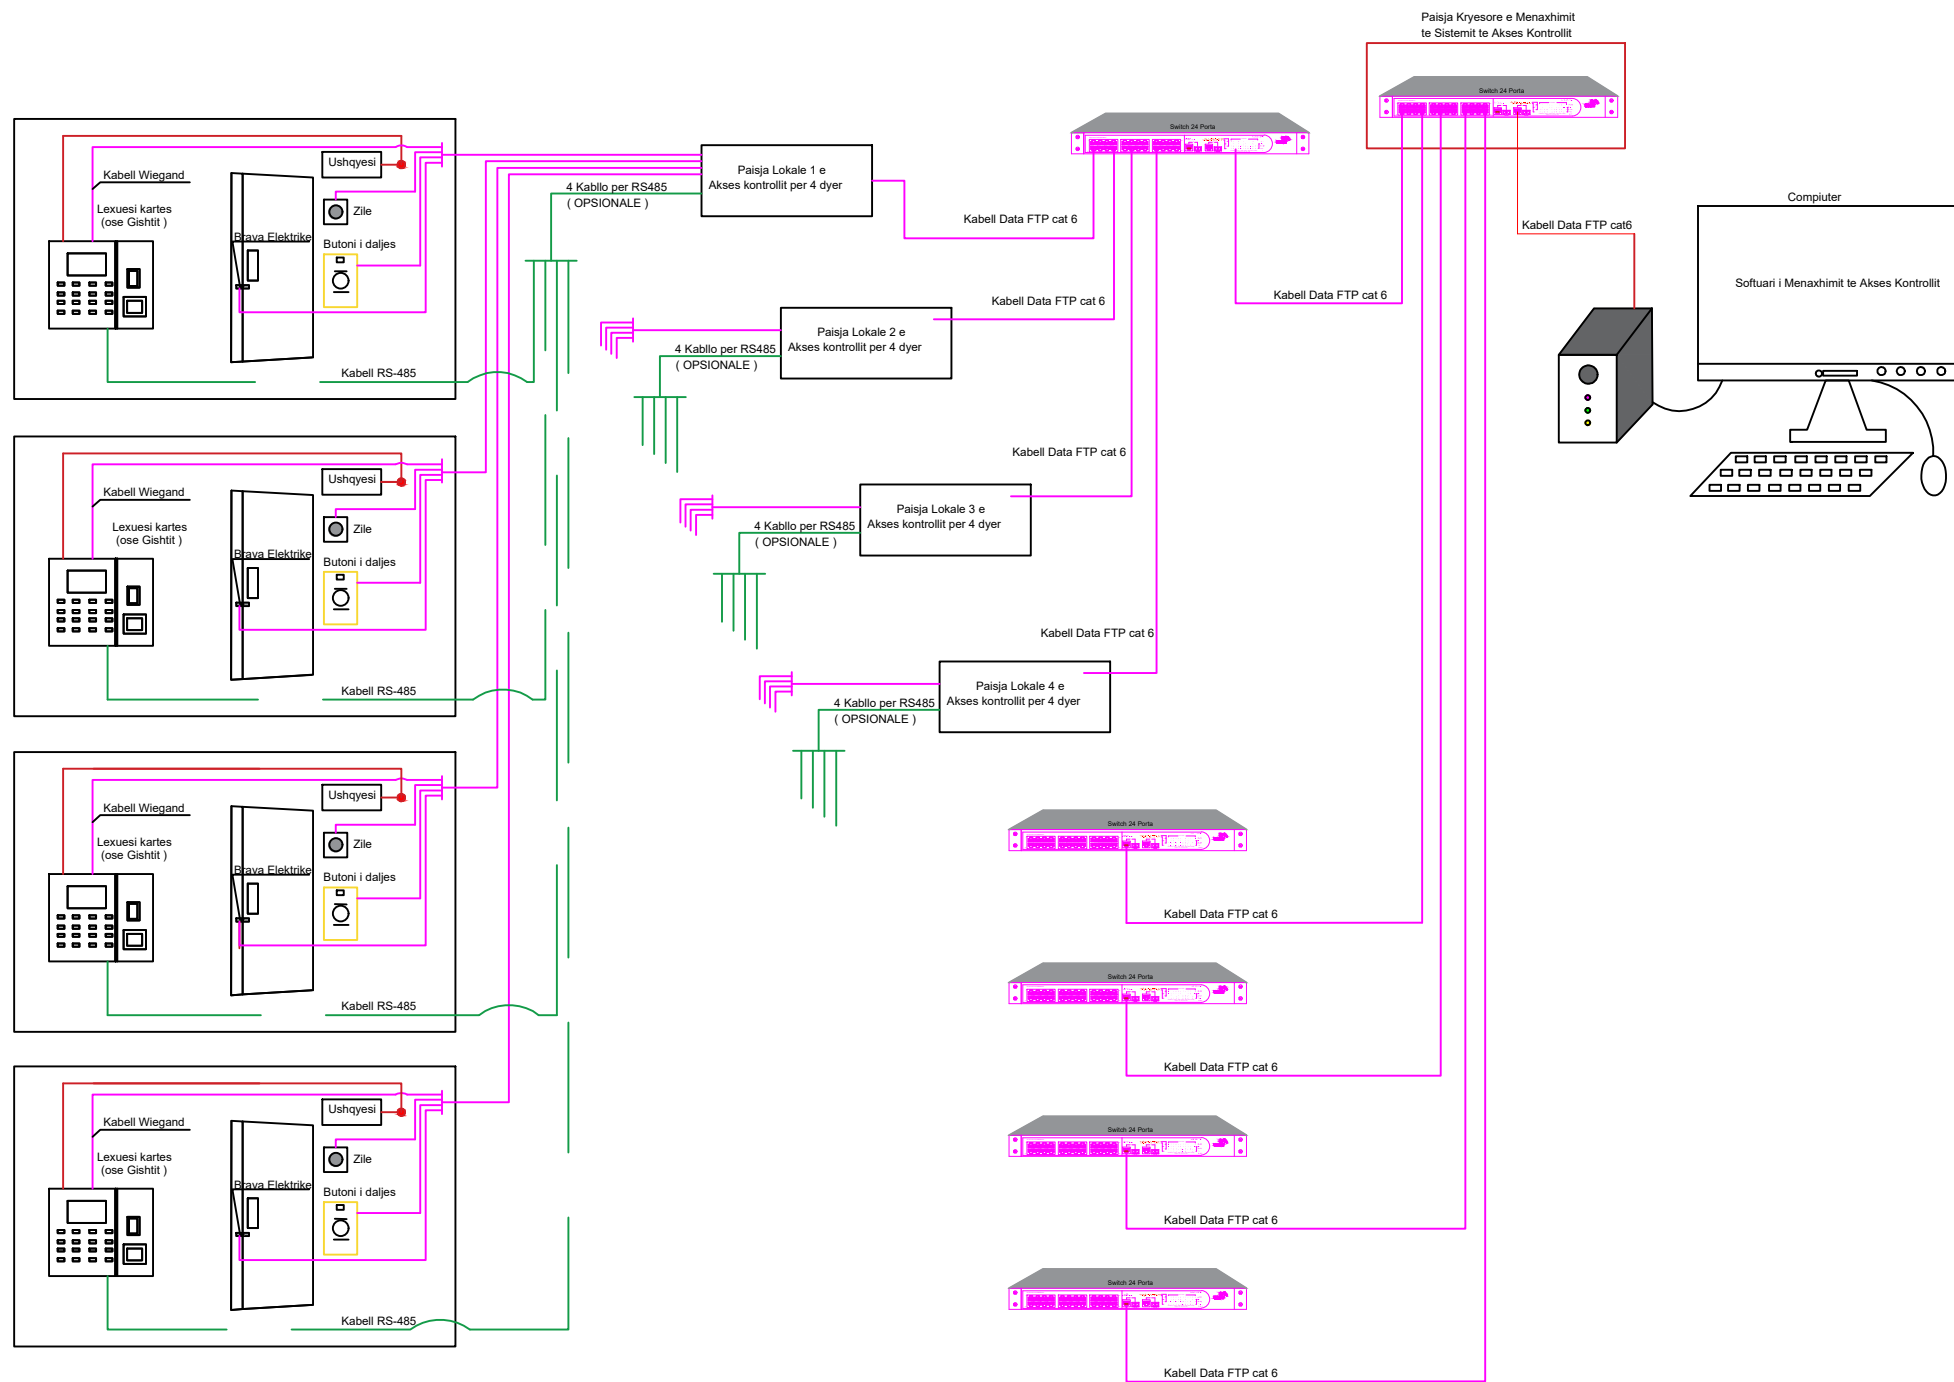 Paisja Kryesore e Menaxhimit
te Sistemit te Akses Kontrollit
Switch 24 Porta
Switch 24 Porta
Compiuter
Softuari i Menaxhimit te Akses Kontrollit
Kabell Data FTP cat6
Kabell Data FTP cat 6
Kabell Data FTP cat 6
Kabell Data FTP cat 6
Kabell Data FTP cat 6
Kabell Data FTP cat 6
Paisja Lokale 1 e
Akses kontrollit per 4 dyer
4 Kabllo per RS485
( OPSIONALE )
Paisja Lokale 2 e
Akses kontrollit per 4 dyer
4 Kabllo per RS485
( OPSIONALE )
Paisja Lokale 3 e
Akses kontrollit per 4 dyer
4 Kabllo per RS485
( OPSIONALE )
Paisja Lokale 4 e
Akses kontrollit per 4 dyer
4 Kabllo per RS485
( OPSIONALE )
Ushqyesi
Kabell Wiegand
Lexuesi kartes
(ose Gishtit )
Zile
Brava Elektrike
Butoni i daljes
Kabell RS-485
Ushqyesi
Kabell Wiegand
Lexuesi kartes
(ose Gishtit )
Zile
Brava Elektrike
Butoni i daljes
Kabell RS-485
Ushqyesi
Kabell Wiegand
Lexuesi kartes
(ose Gishtit )
Zile
Brava Elektrike
Butoni i daljes
Kabell RS-485
Ushqyesi
Kabell Wiegand
Lexuesi kartes
(ose Gishtit )
Zile
Brava Elektrike
Butoni i daljes
Kabell RS-485
Switch 24 Porta
Kabell Data FTP cat 6
Switch 24 Porta
Kabell Data FTP cat 6
Switch 24 Porta
Kabell Data FTP cat 6
Switch 24 Porta
Kabell Data FTP cat 6